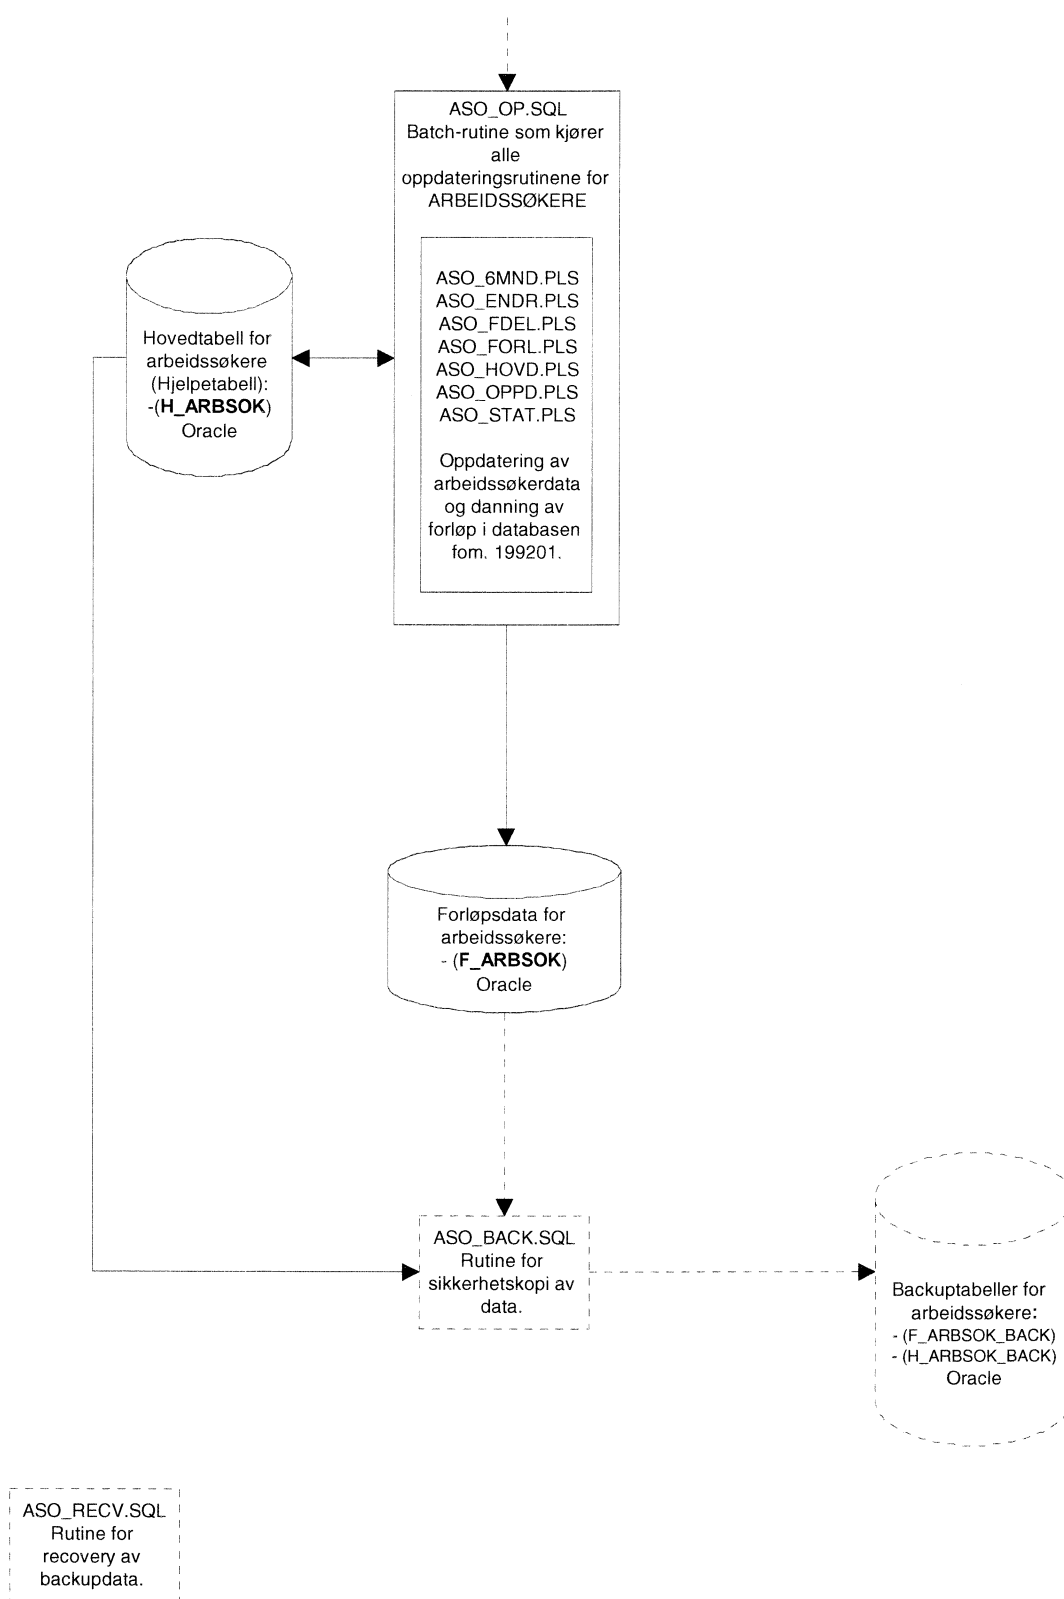 ASO_OP.SQL
Batch-rutine som kjører
alle
oppdateringsrutinene for
ARBEIDSSØKERE
ASO_6MND.PLS
ASO_ENDR.PLS
ASO_FDEL.PLS
ASO_FORL.PLS
ASO_HOVD.PLS
ASO_OPPD.PLS
ASO_STAT.PLS
Oppdatering av
arbeidssøkerdata
og danning av
forløp i databasen
fom. 199201.
Hovedtabell for
arbeidssøkere
(Hjelpetabell):
-(H_ARBSOK)
Oracle
Forløpsdata for
arbeidssøkere:
- (F_ARBSOK)
Oracle
ASO_BACK.SQL
Rutine for
sikkerhetskopi av
data.
Backuptabeller for
arbeidssøkere:
- (F_ARBSOK_BACK)
- (H_ARBSOK_BACK)
Oracle
ASO_RECV.SQL
Rutine for
recovery av
backupdata.